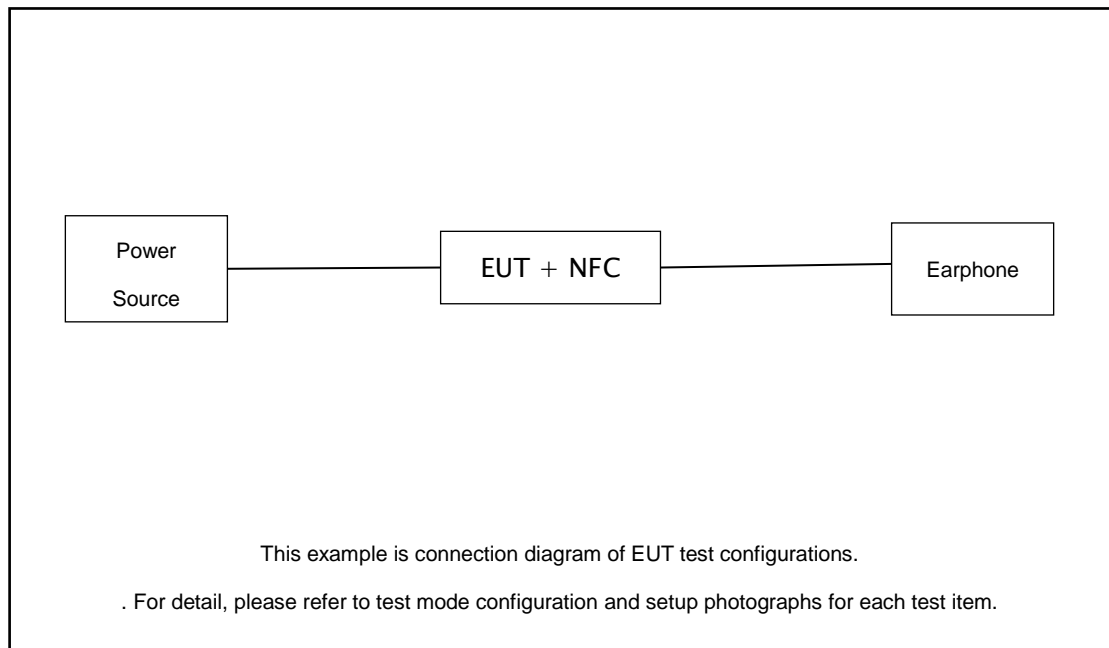 Power
Source
EUT + NFC
Earphone
This example is connection diagram of EUT test configurations.
. For detail, please refer to test mode configuration and setup photographs for each test item.